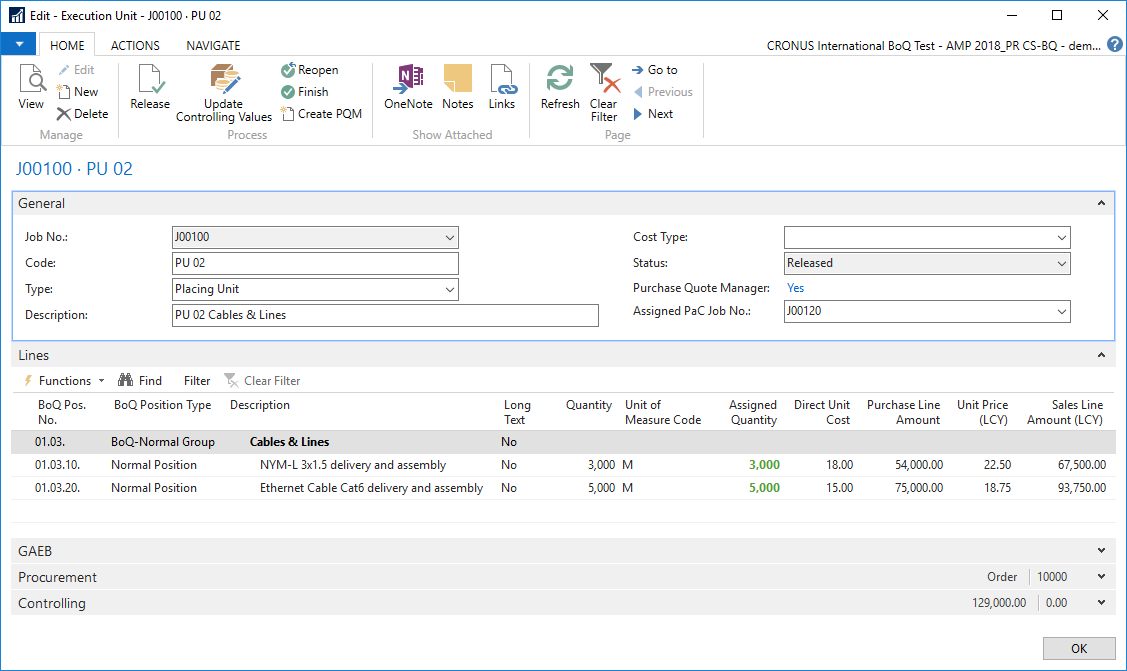 Edit - Execution Unit - J00100 · PU 02
HOME ACTIONS NAVIGATE CRONUS International BoQ Test - AMP 2018_PR CS-BQ - dem... ?
View
Edit
New
Delete
Manage
Release
Update Controlling Values
Reopen
Finish
Create PQM
Process
OneNote
Notes
Links
Show Attached
Refresh
Clear Filter
Go to
Previous
Next
Page
J00100 · PU 02
General
Job No.: J00100
Code: PU 02
Type: Placing Unit
Description: PU 02 Cables & Lines
Cost Type:
Status: Released
Purchase Quote Manager: Yes
Assigned PaC Job No.: J00120
Lines
Functions Find Filter Clear Filter
BoQ Pos. No. BoQ Position Type Description Long Text Quantity Unit of Measure Code Assigned Quantity Direct Unit Cost Purchase Line Amount Unit Price (LCY) Sales Line Amount (LCY)
01.03. BoQ-Normal Group Cables & Lines No
01.03.10. Normal Position NYM-L 3x1.5 delivery and assembly No 3,000 M 3,000 18.00 54,000.00 22.50 67,500.00
01.03.20. Normal Position Ethernet Cable Cat6 delivery and assembly No 5,000 M 5,000 15.00 75,000.00 18.75 93,750.00
GAEB
Procurement Order 10000
Controlling 129,000.00 0.00
OK